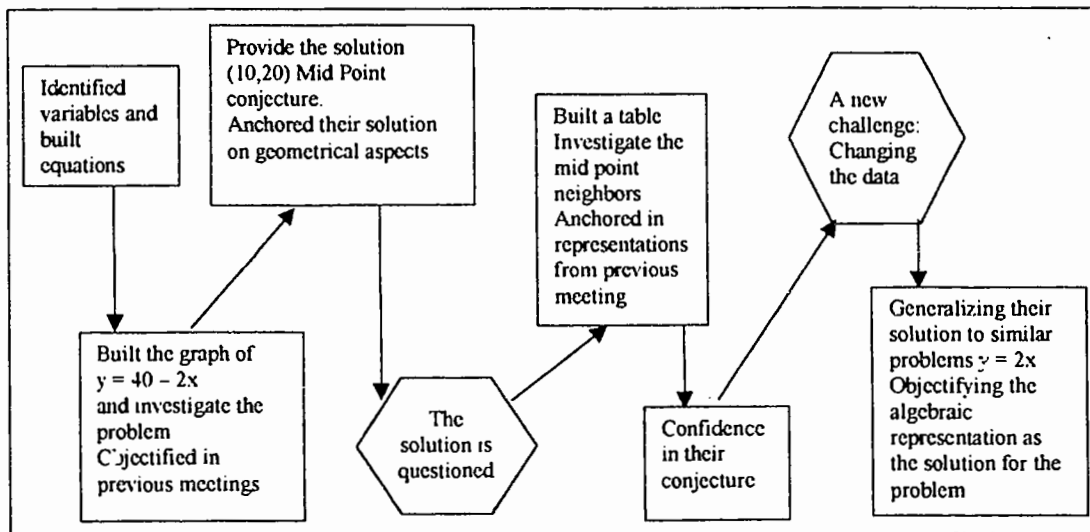 Identified
variables and
built
equations
Built the graph of
y = 40 – 2x
and investigate the
problem
Objectified in
previous meetings
Provide the solution
(10,20) Mid Point
conjecture.
Anchored their solution
on geometrical aspects
The
solution is
questioned
Built a table
Investigate the
mid point
neighbors
Anchored in
representations
from previous
meeting
Confidence
in their
conjecture
A new
challenge:
Changing
the data
Generalizing their
solution to similar
problems y = 2x
Objectifying the
algebraic
representation as
the solution for the
problem